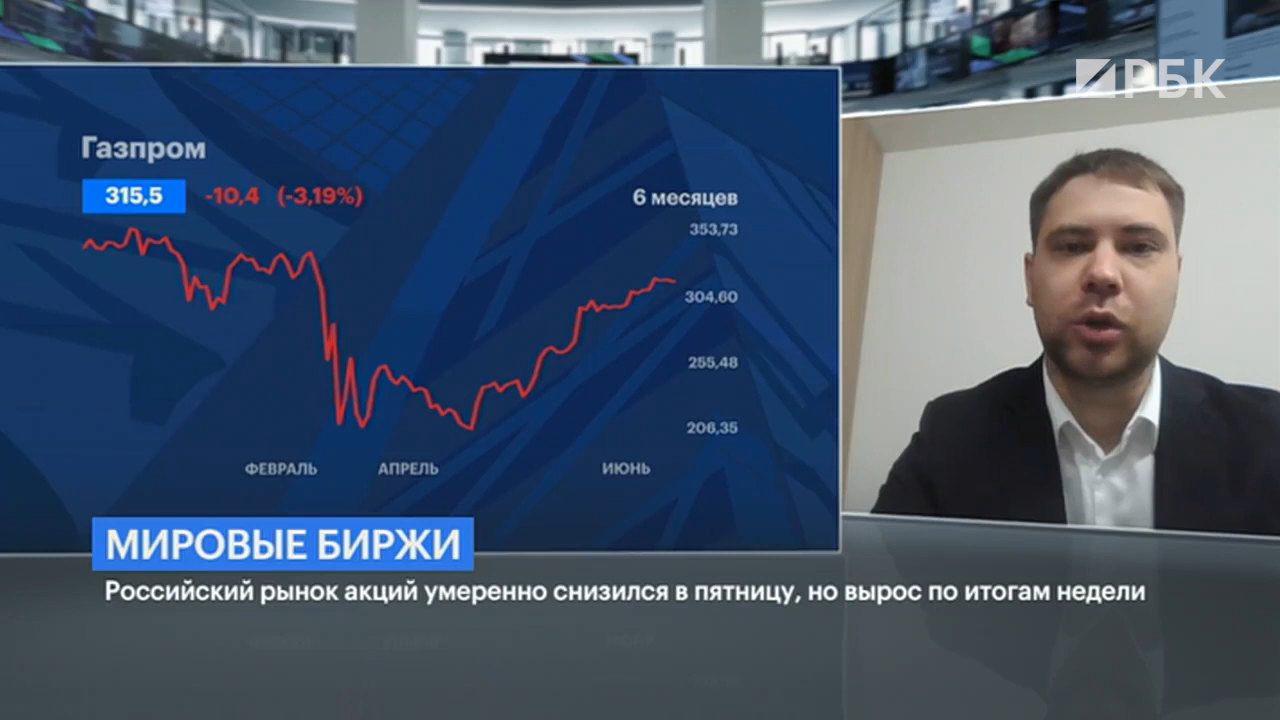 РБК
Газпром
315,5 -10,4 (-3,19%)
6 месяцев
353,73
304,60
255,48
206,35
ФЕВРАЛЬ АПРЕЛЬ ИЮНЬ
МИРОВЫЕ БИРЖИ
Российский рынок акций умеренно снизился в пятницу, но вырос по итогам недели